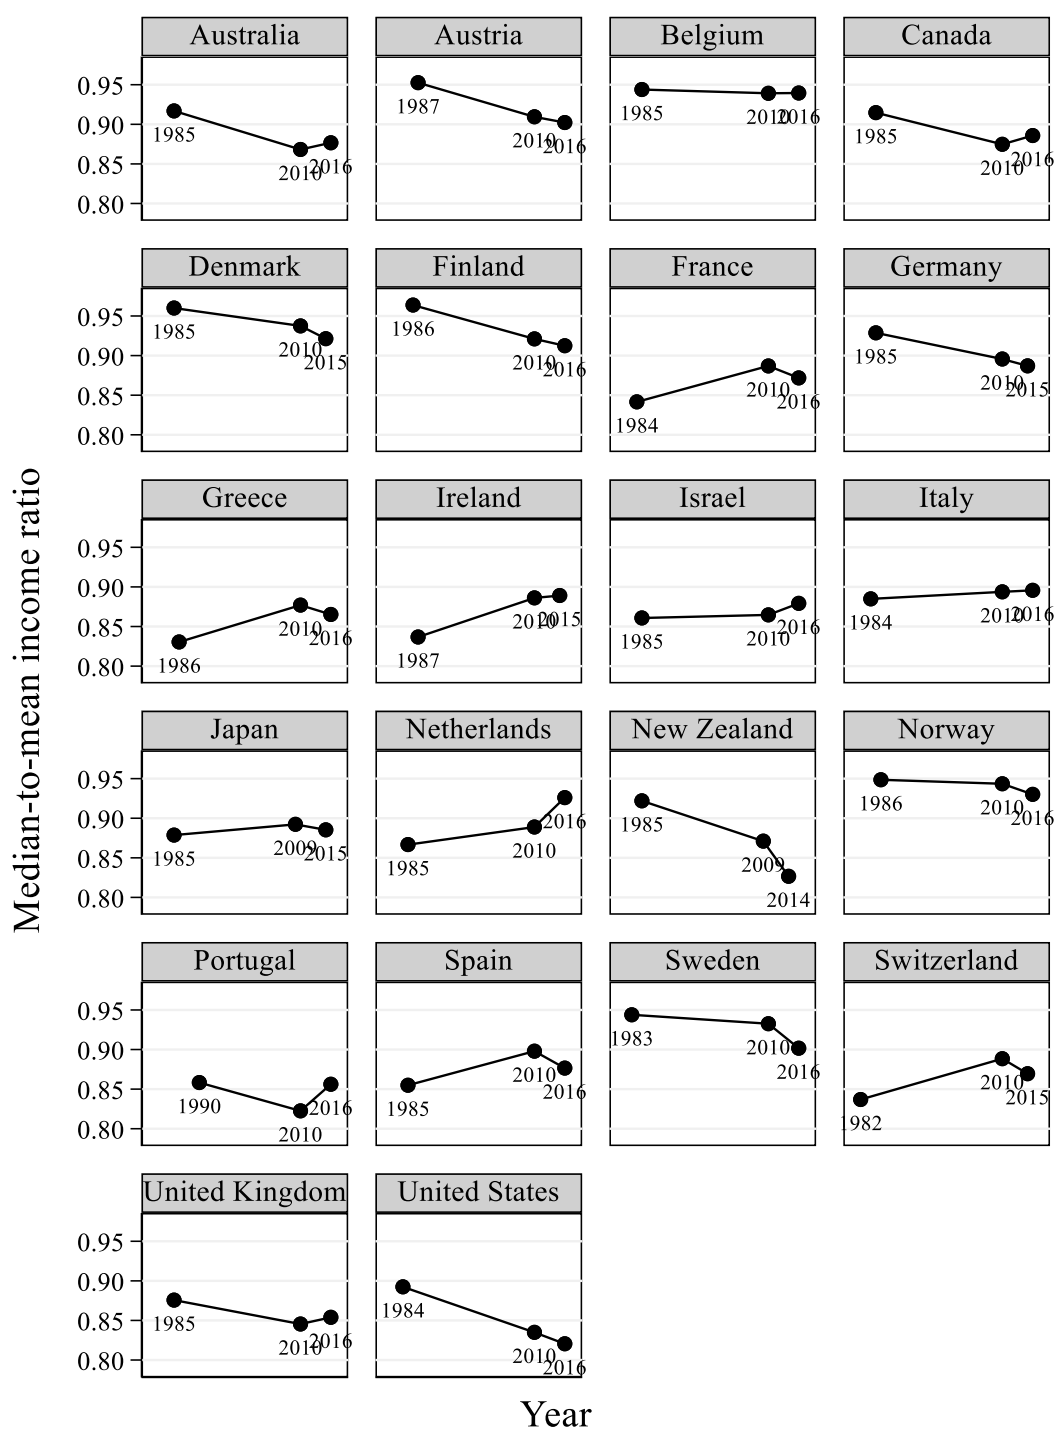 Australia Austria Belgium Canada
0.95
0.90
0.85
0.80
1985 2010 2016
1987 2010 2016
1985 2010 2016
1985 2010 2016
Denmark Finland France Germany
0.95
0.90
0.85
0.80
1985 2010 2015
1986 2010 2016
1984 2010 2016
1985 2010 2015
Median-to-mean income ratio
Greece Ireland Israel Italy
0.95
0.90
0.85
0.80
1986 2010 2016
1987 2010 2015
1985 2010 2016
1984 2010 2016
Japan Netherlands New Zealand Norway
0.95
0.90
0.85
0.80
1985 2009 2015
1985 2010 2016
1985 2009 2014
1986 2010 2016
Portugal Spain Sweden Switzerland
0.95
0.90
0.85
0.80
1990 2010 2016
1985 2010 2016
1983 2010 2016
1982 2010 2015
United Kingdom United States
0.95
0.90
0.85
0.80
1985 2010 2016
1984 2010 2016
Year